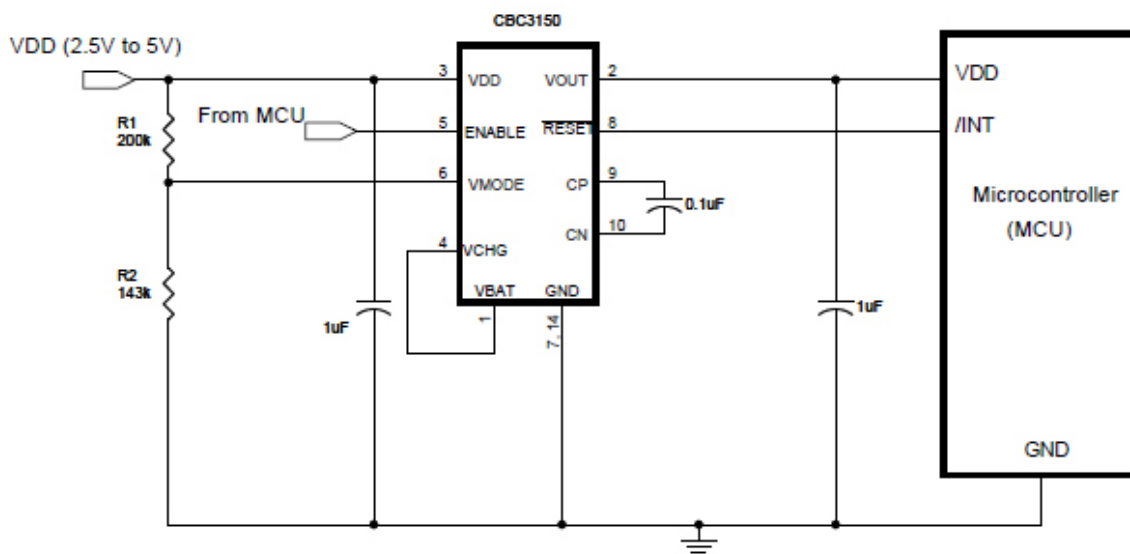 CBC3150
VDD (2.5V to 5V)
3
VDD
VOUT
2
VDD
R1
200k
From MCU
5
ENABLE
RESET
8
/INT
6
VMODE
CP
9
0.1uF
Microcontroller
(MCU)
4
VCHG
CN
10
R2
143k
VBAT
GND
1uF
1
7, 14
1uF
GND